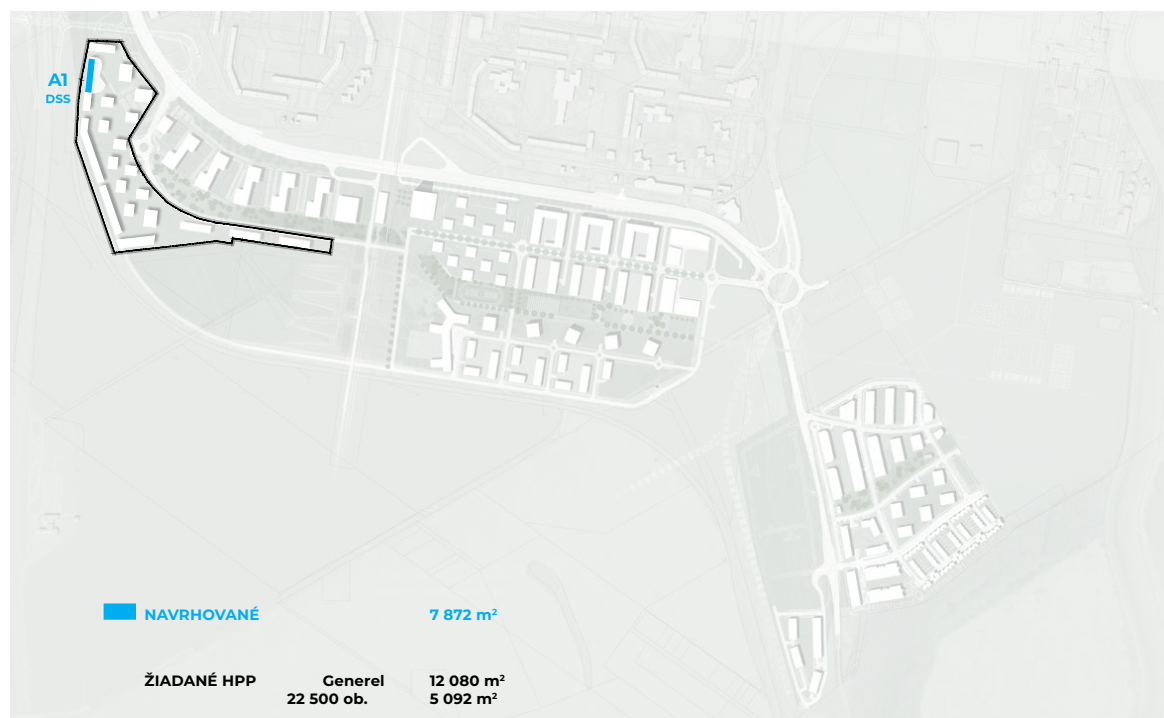 A1
DSS
NAVRHOVANÉ 7 872 m²
ŽIADANÉ HPP Generel 12 080 m²
22 500 ob. 5 092 m²